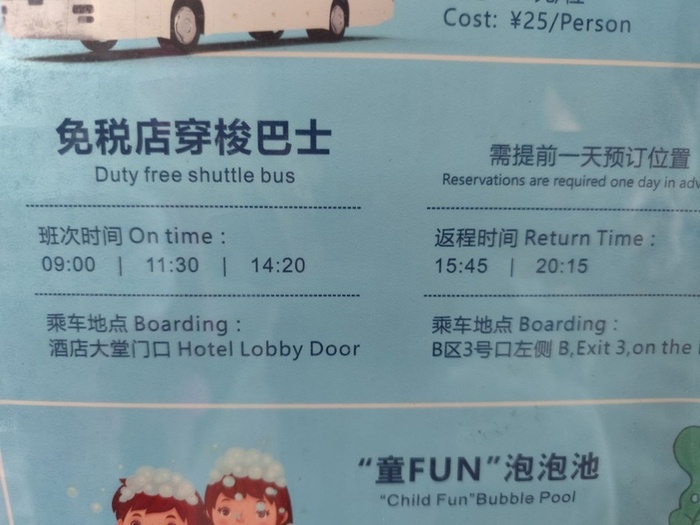 Cost: ¥25/Person
免税店穿梭巴士
Duty free shuttle bus
需提前一天预订位置
Reservations are required one day in
班次时间 On time：
09:00 | 11:30 | 14:20
返程时间 Return Time：
15:45 | 20:15
乘车地点 Boarding：
酒店大堂门口 Hotel Lobby Door
乘车地点 Boarding：
B区3号口左侧 B,Exit 3,on the
“童FUN”泡泡池
“Child Fun”Bubble Pool